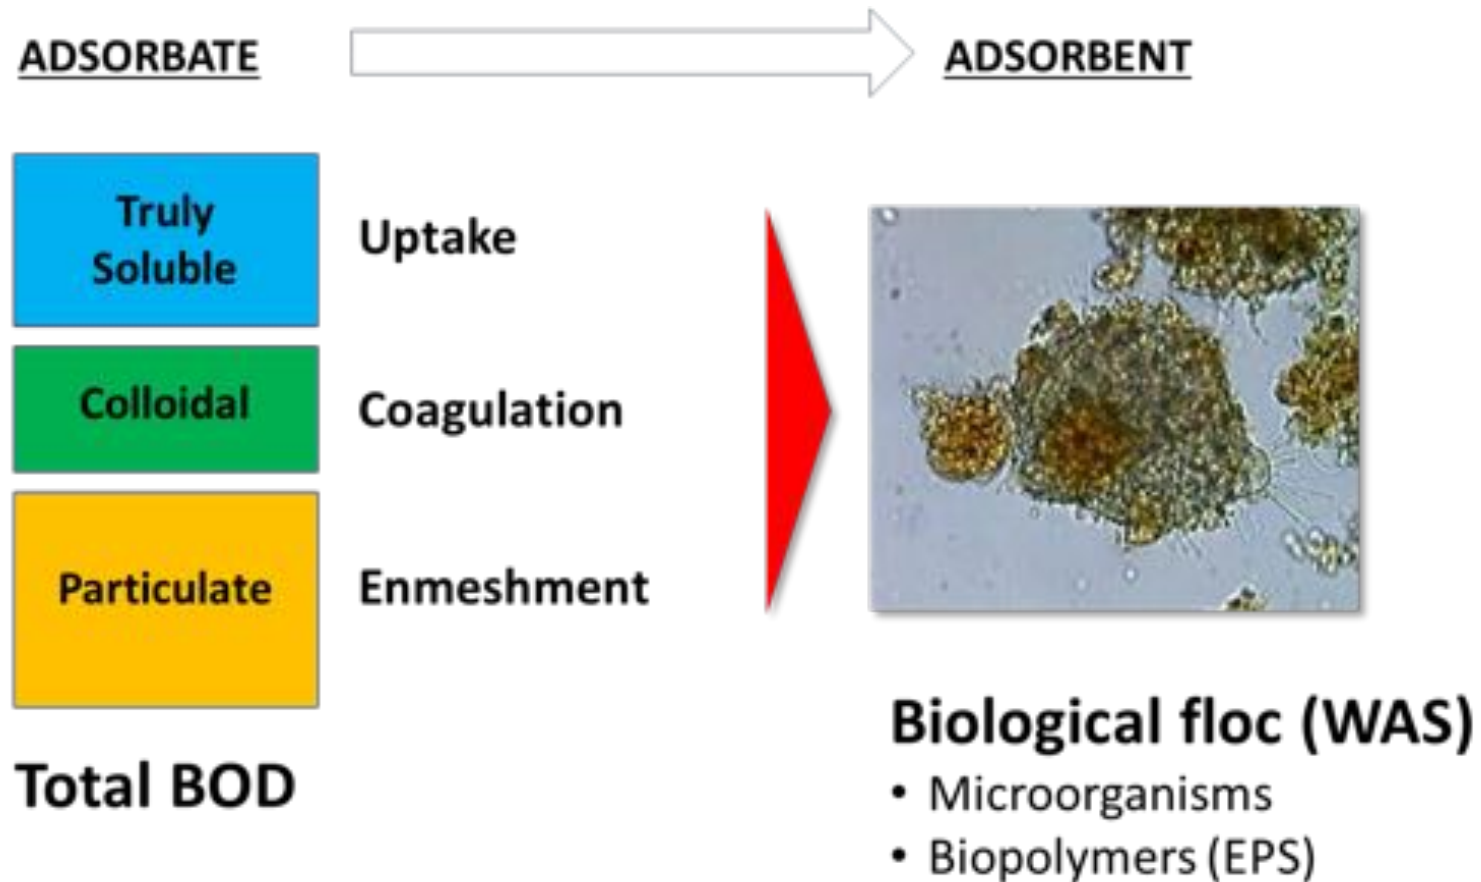 ADSORBATE
ADSORBENT
Truly
Soluble
Uptake
Colloidal
Coagulation
Particulate
Enmeshment
Total BOD
Biological floc (WAS)
• Microorganisms
• Biopolymers (EPS)